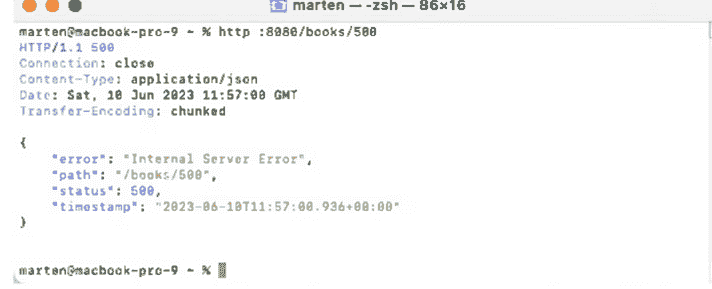 marten — -zsh — 86×16
marten@macbook-pro-9 ~ % http :8080/books/500
HTTP/1.1 500
Connection: close
Content-Type: application/json
Date: Sat, 10 Jun 2023 11:57:00 GMT
Transfer-Encoding: chunked
{
    "error": "Internal Server Error",
    "path": "/books/500",
    "status": 500,
    "timestamp": "2023-06-10T11:57:00.936+00:00"
}
marten@macbook-pro-9 ~ %